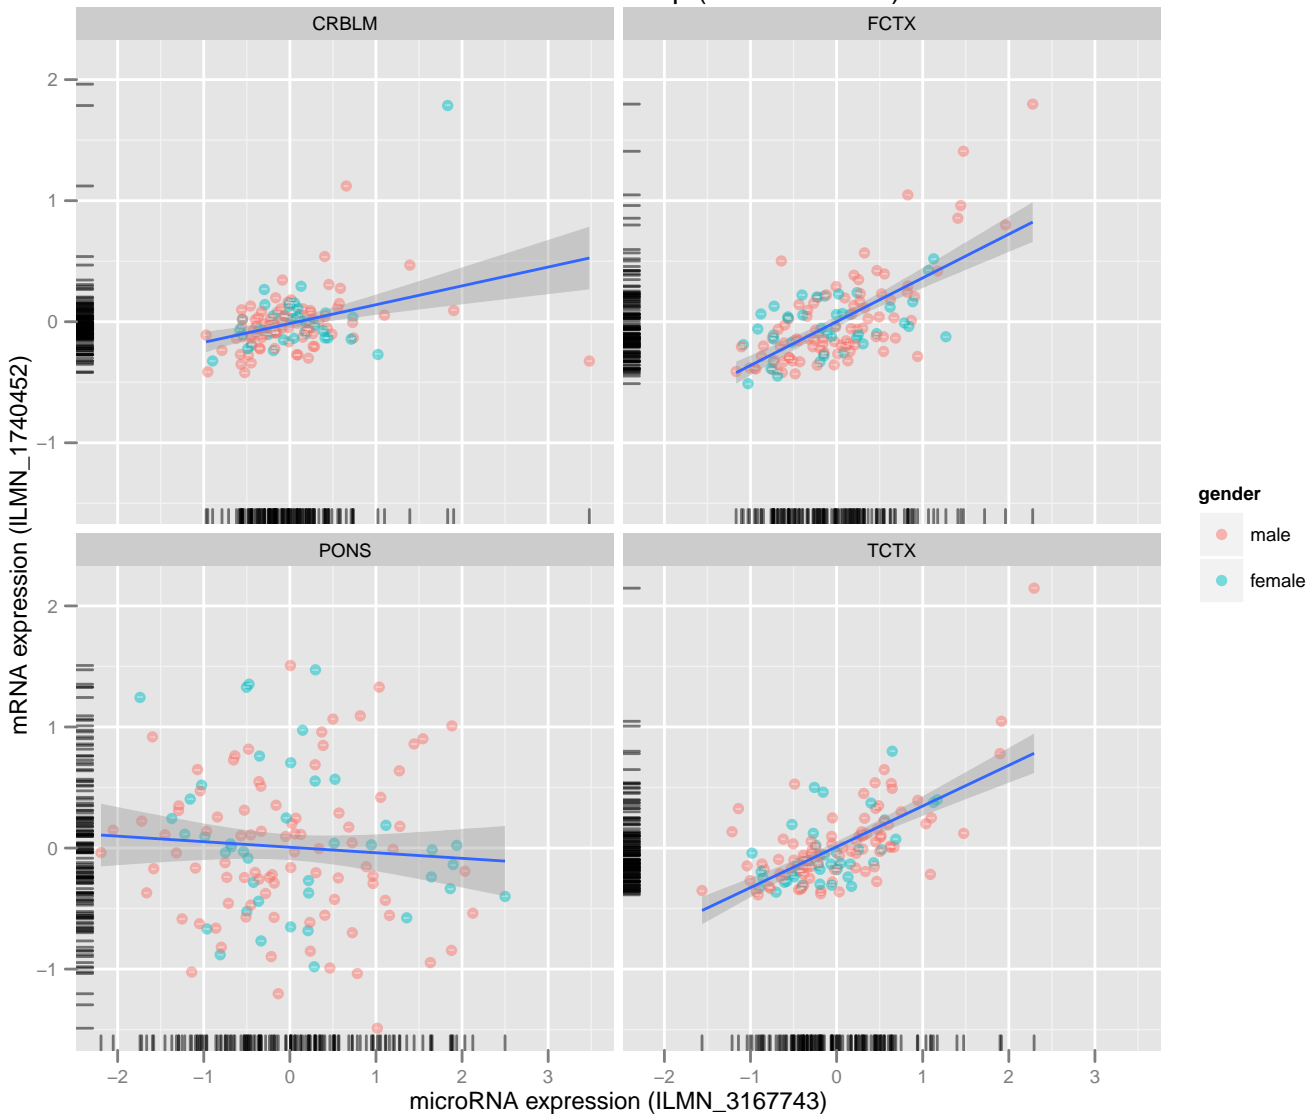 CRBLM
FCTX
2
1
0
−1
mRNA expression (ILMN_1740452)
gender
male
female
PONS
TCTX
2
1
0
−1
−2 −1 0 1 2 3
−2 −1 0 1 2 3
microRNA expression (ILMN_3167743)